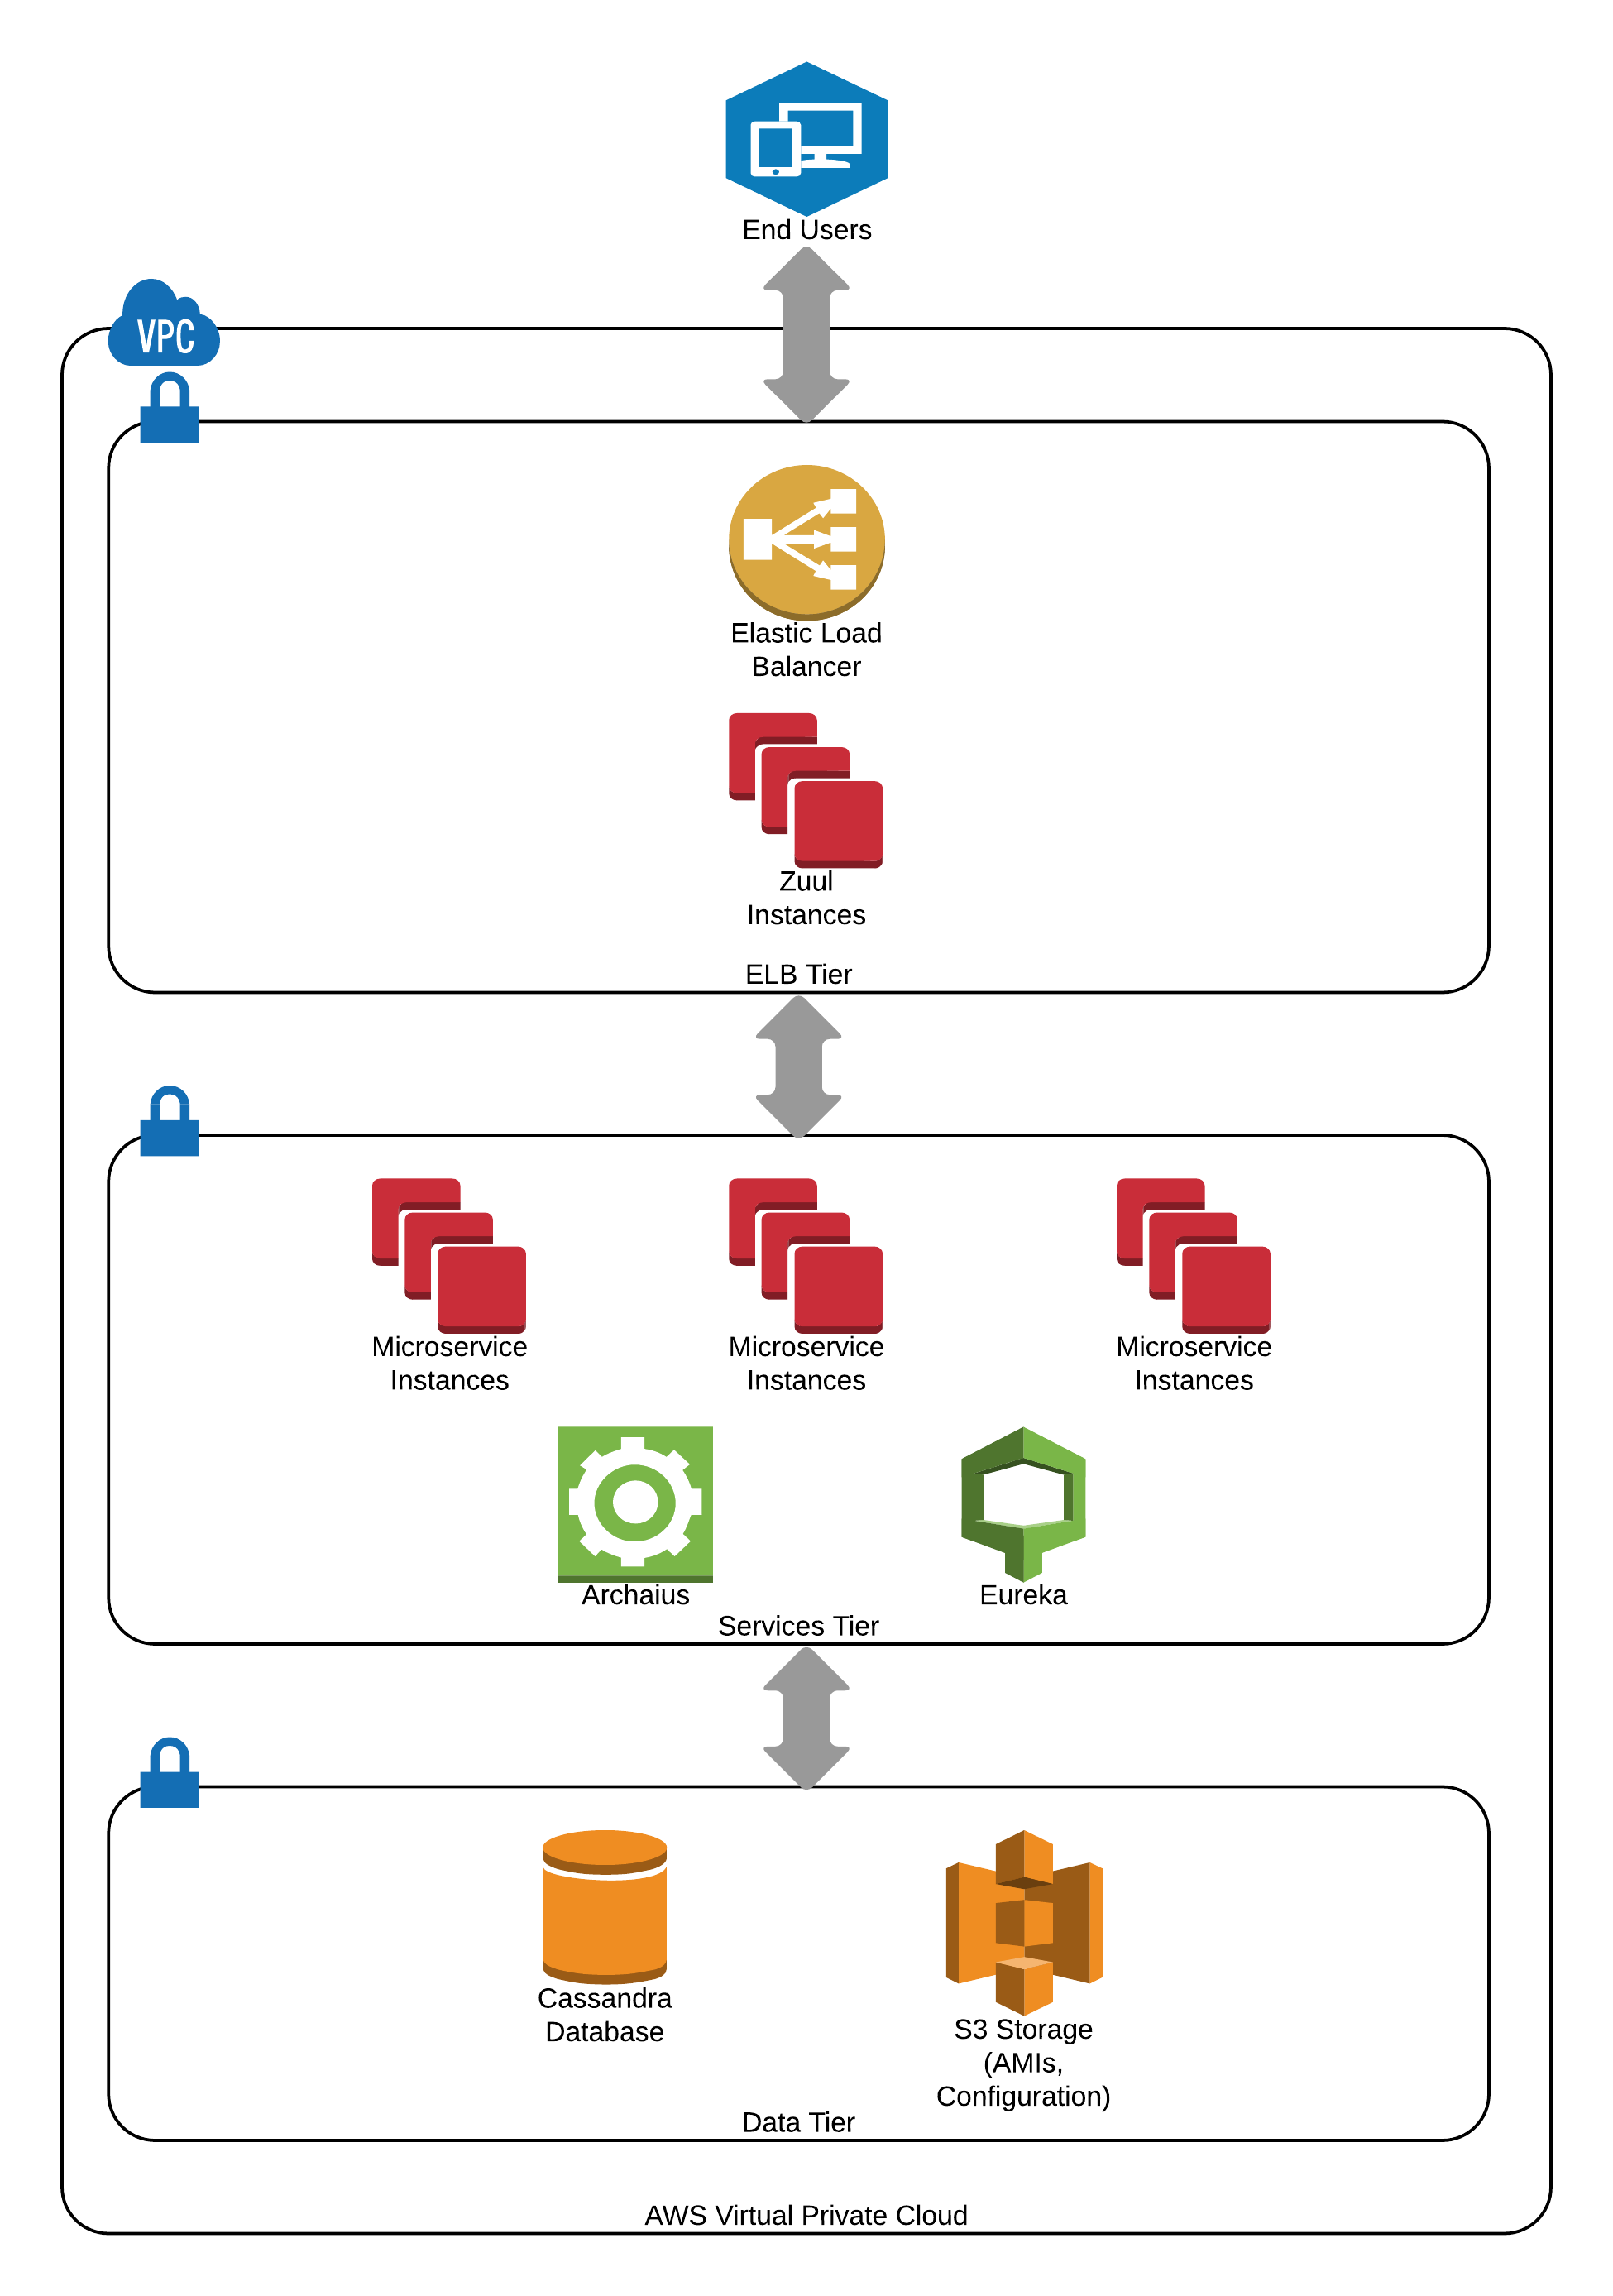 End Users
VPC
Elastic Load
Balancer
Zuul
Instances
ELB Tier
Microservice
Instances
Microservice
Instances
Microservice
Instances
Archaius
Eureka
Services Tier
Cassandra
Database
S3 Storage
(AMIs,
Configuration)
Data Tier
AWS Virtual Private Cloud